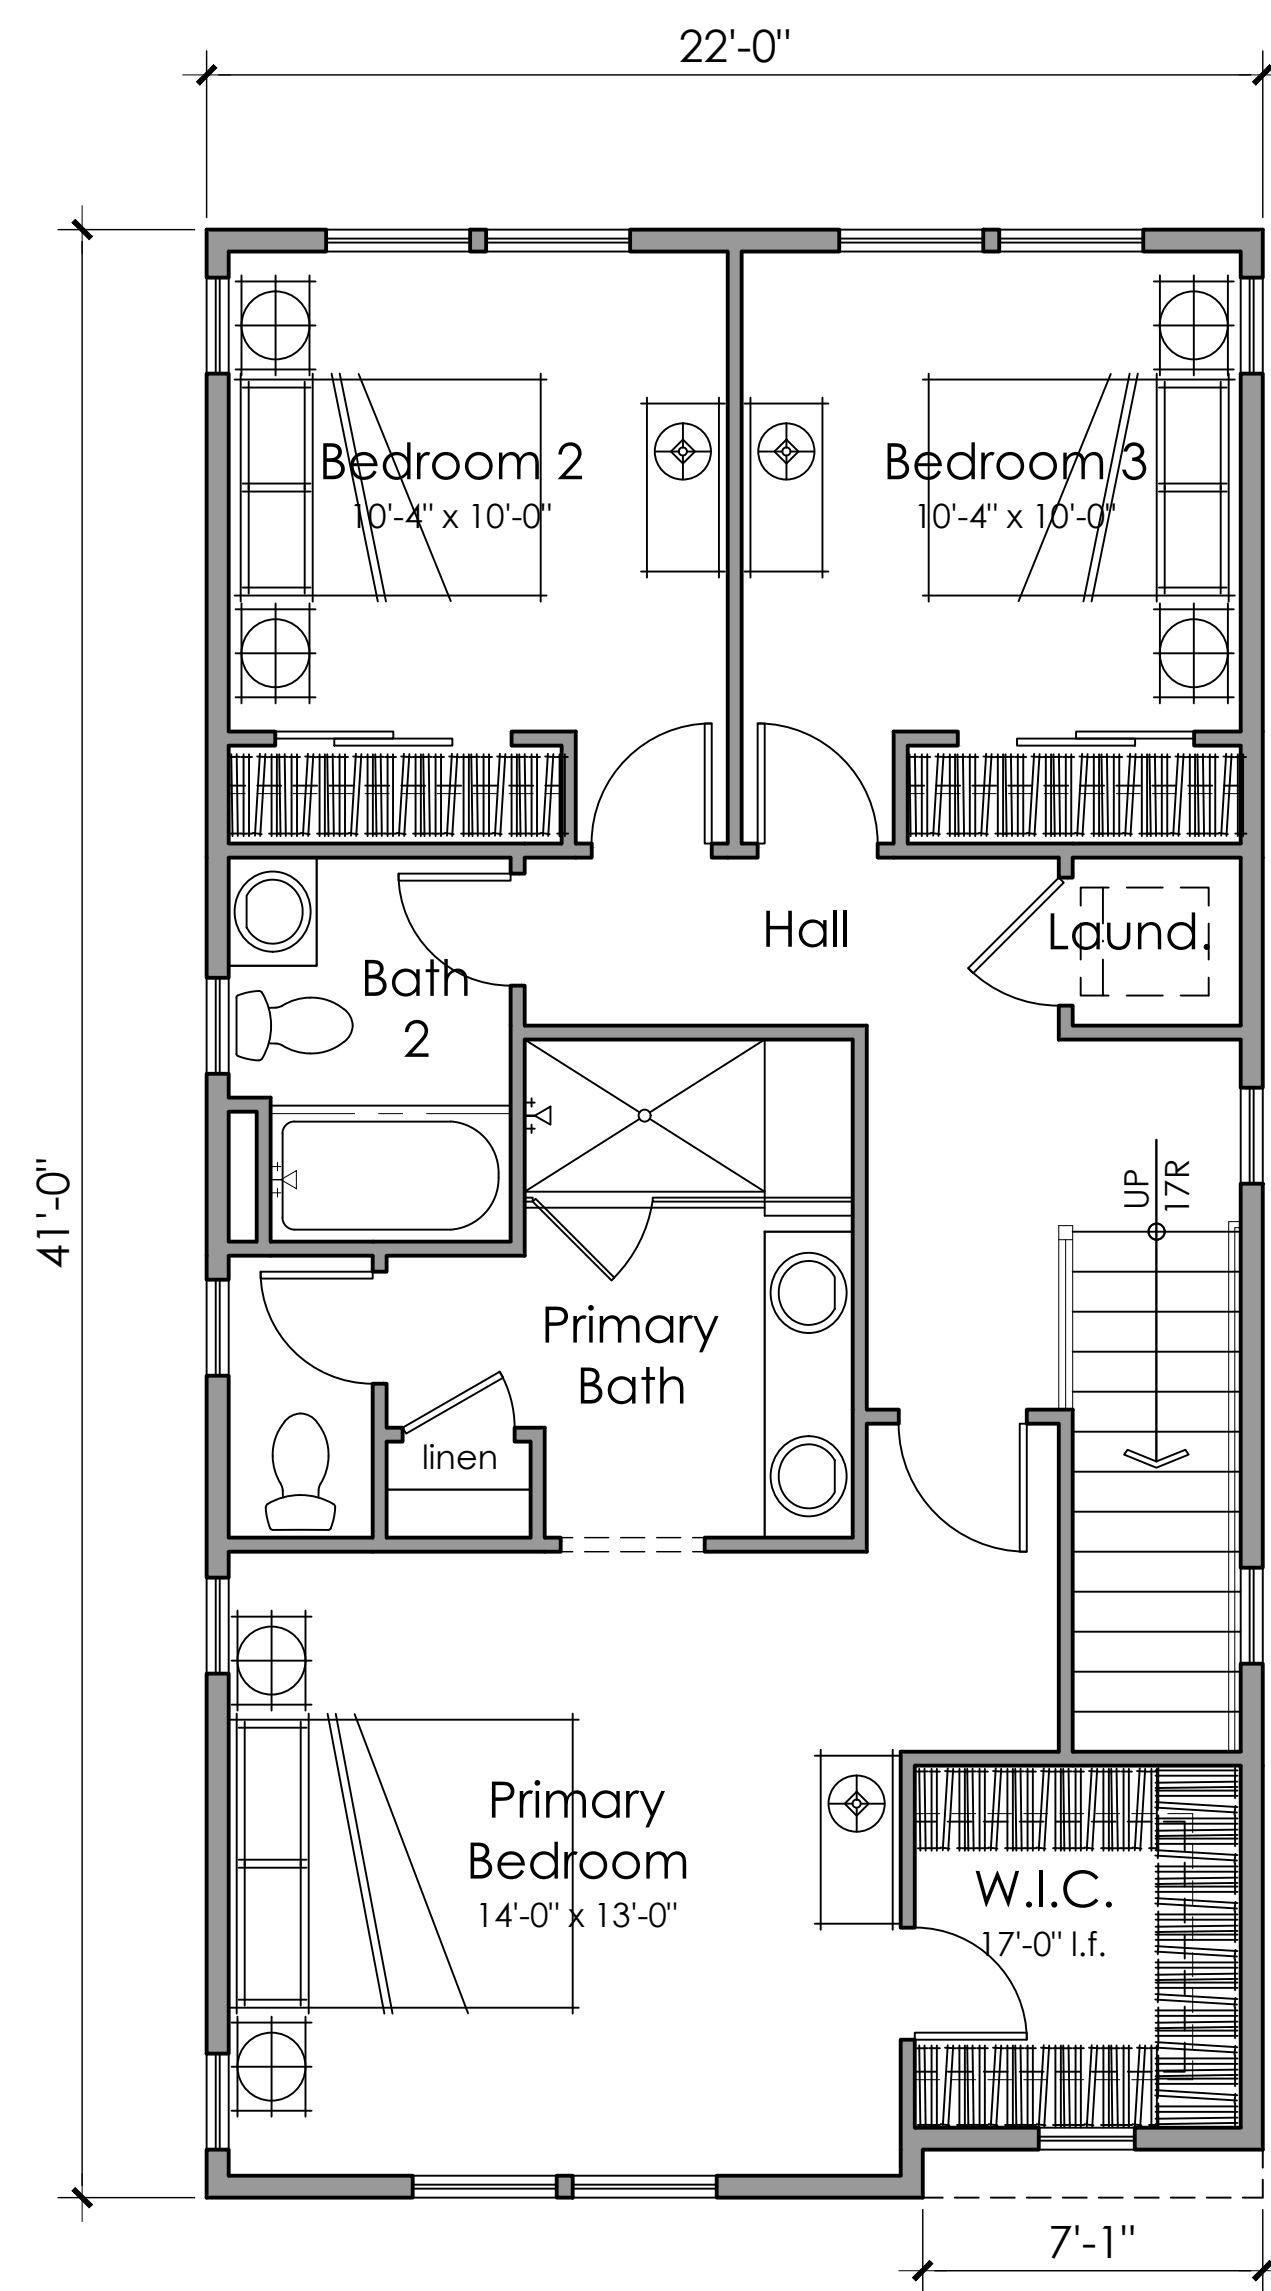 22'-0"
Bedroom 2
10'-4" x 10'-0"
Bedroom 3
10'-4" x 10'-0"
Hall
Laund.
Bath
2
41'-0"
UP
17R
Primary
Bath
linen
Primary
Bedroom
14'-0" x 13'-0"
W.I.C.
17'-0" l.f.
7'-1"